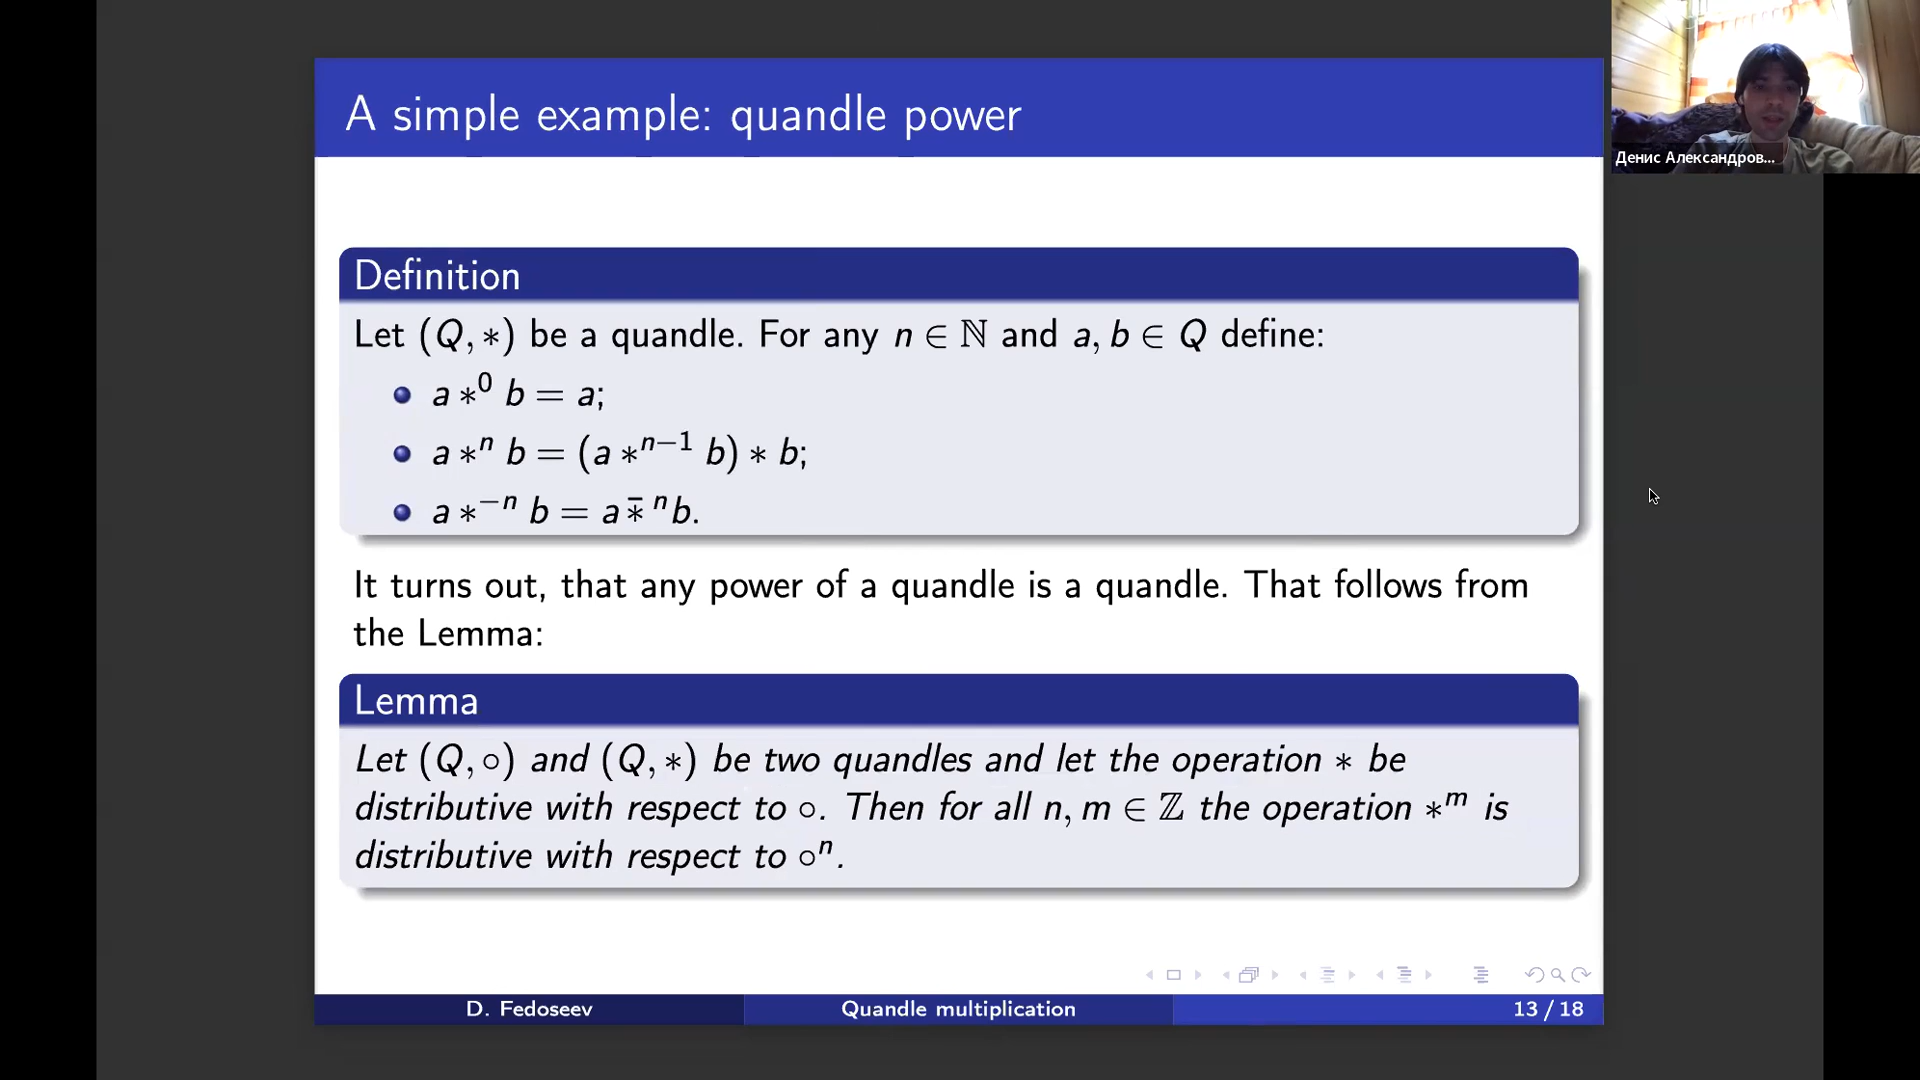 A simple example: quandle power
Денис Александров...
Definition
Let (Q, ∗) be a quandle. For any n ∈ ℕ and a, b ∈ Q define:
a ∗⁰ b = a;
a ∗ⁿ b = (a ∗ⁿ⁻¹ b) ∗ b;
a ∗⁻ⁿ b = a ∗̄ ⁿb.
It turns out, that any power of a quandle is a quandle. That follows from
the Lemma:
Lemma
Let (Q, ∘) and (Q, ∗) be two quandles and let the operation ∗ be
distributive with respect to ∘. Then for all n, m ∈ ℤ the operation ∗ᵐ is
distributive with respect to ∘ⁿ.
D. Fedoseev
Quandle multiplication
13 / 18